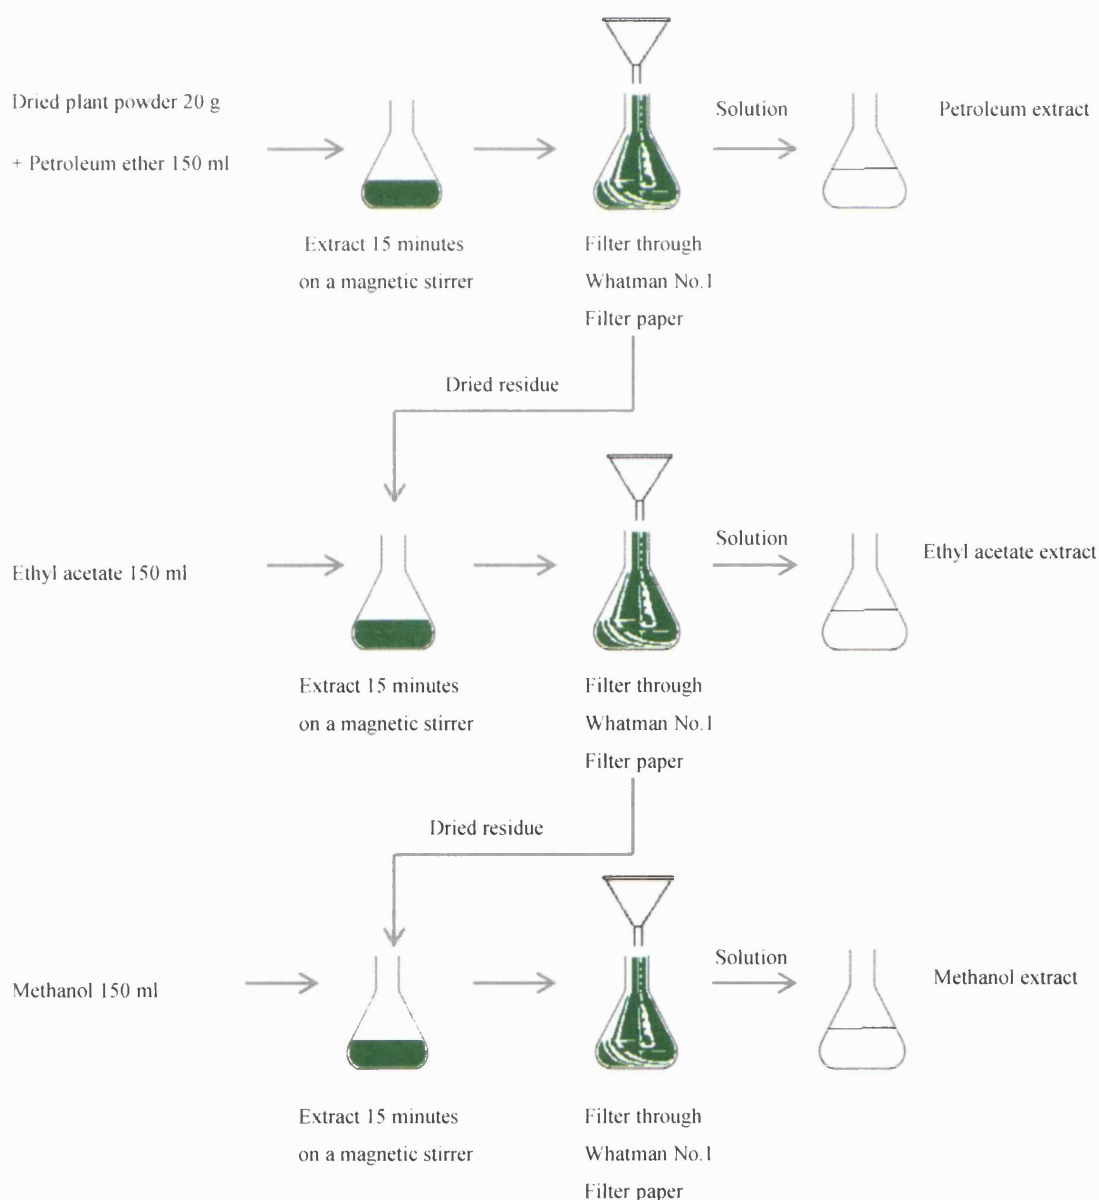 Dried plant powder 20 g
+ Petroleum ether 150 ml
Solution
Petroleum extract
Extract 15 minutes
on a magnetic stirrer
Filter through
Whatman No.1
Filter paper
Dried residue
Ethyl acetate 150 ml
Solution
Ethyl acetate extract
Extract 15 minutes
on a magnetic stirrer
Filter through
Whatman No.1
Filter paper
Dried residue
Methanol 150 ml
Solution
Methanol extract
Extract 15 minutes
on a magnetic stirrer
Filter through
Whatman No.1
Filter paper